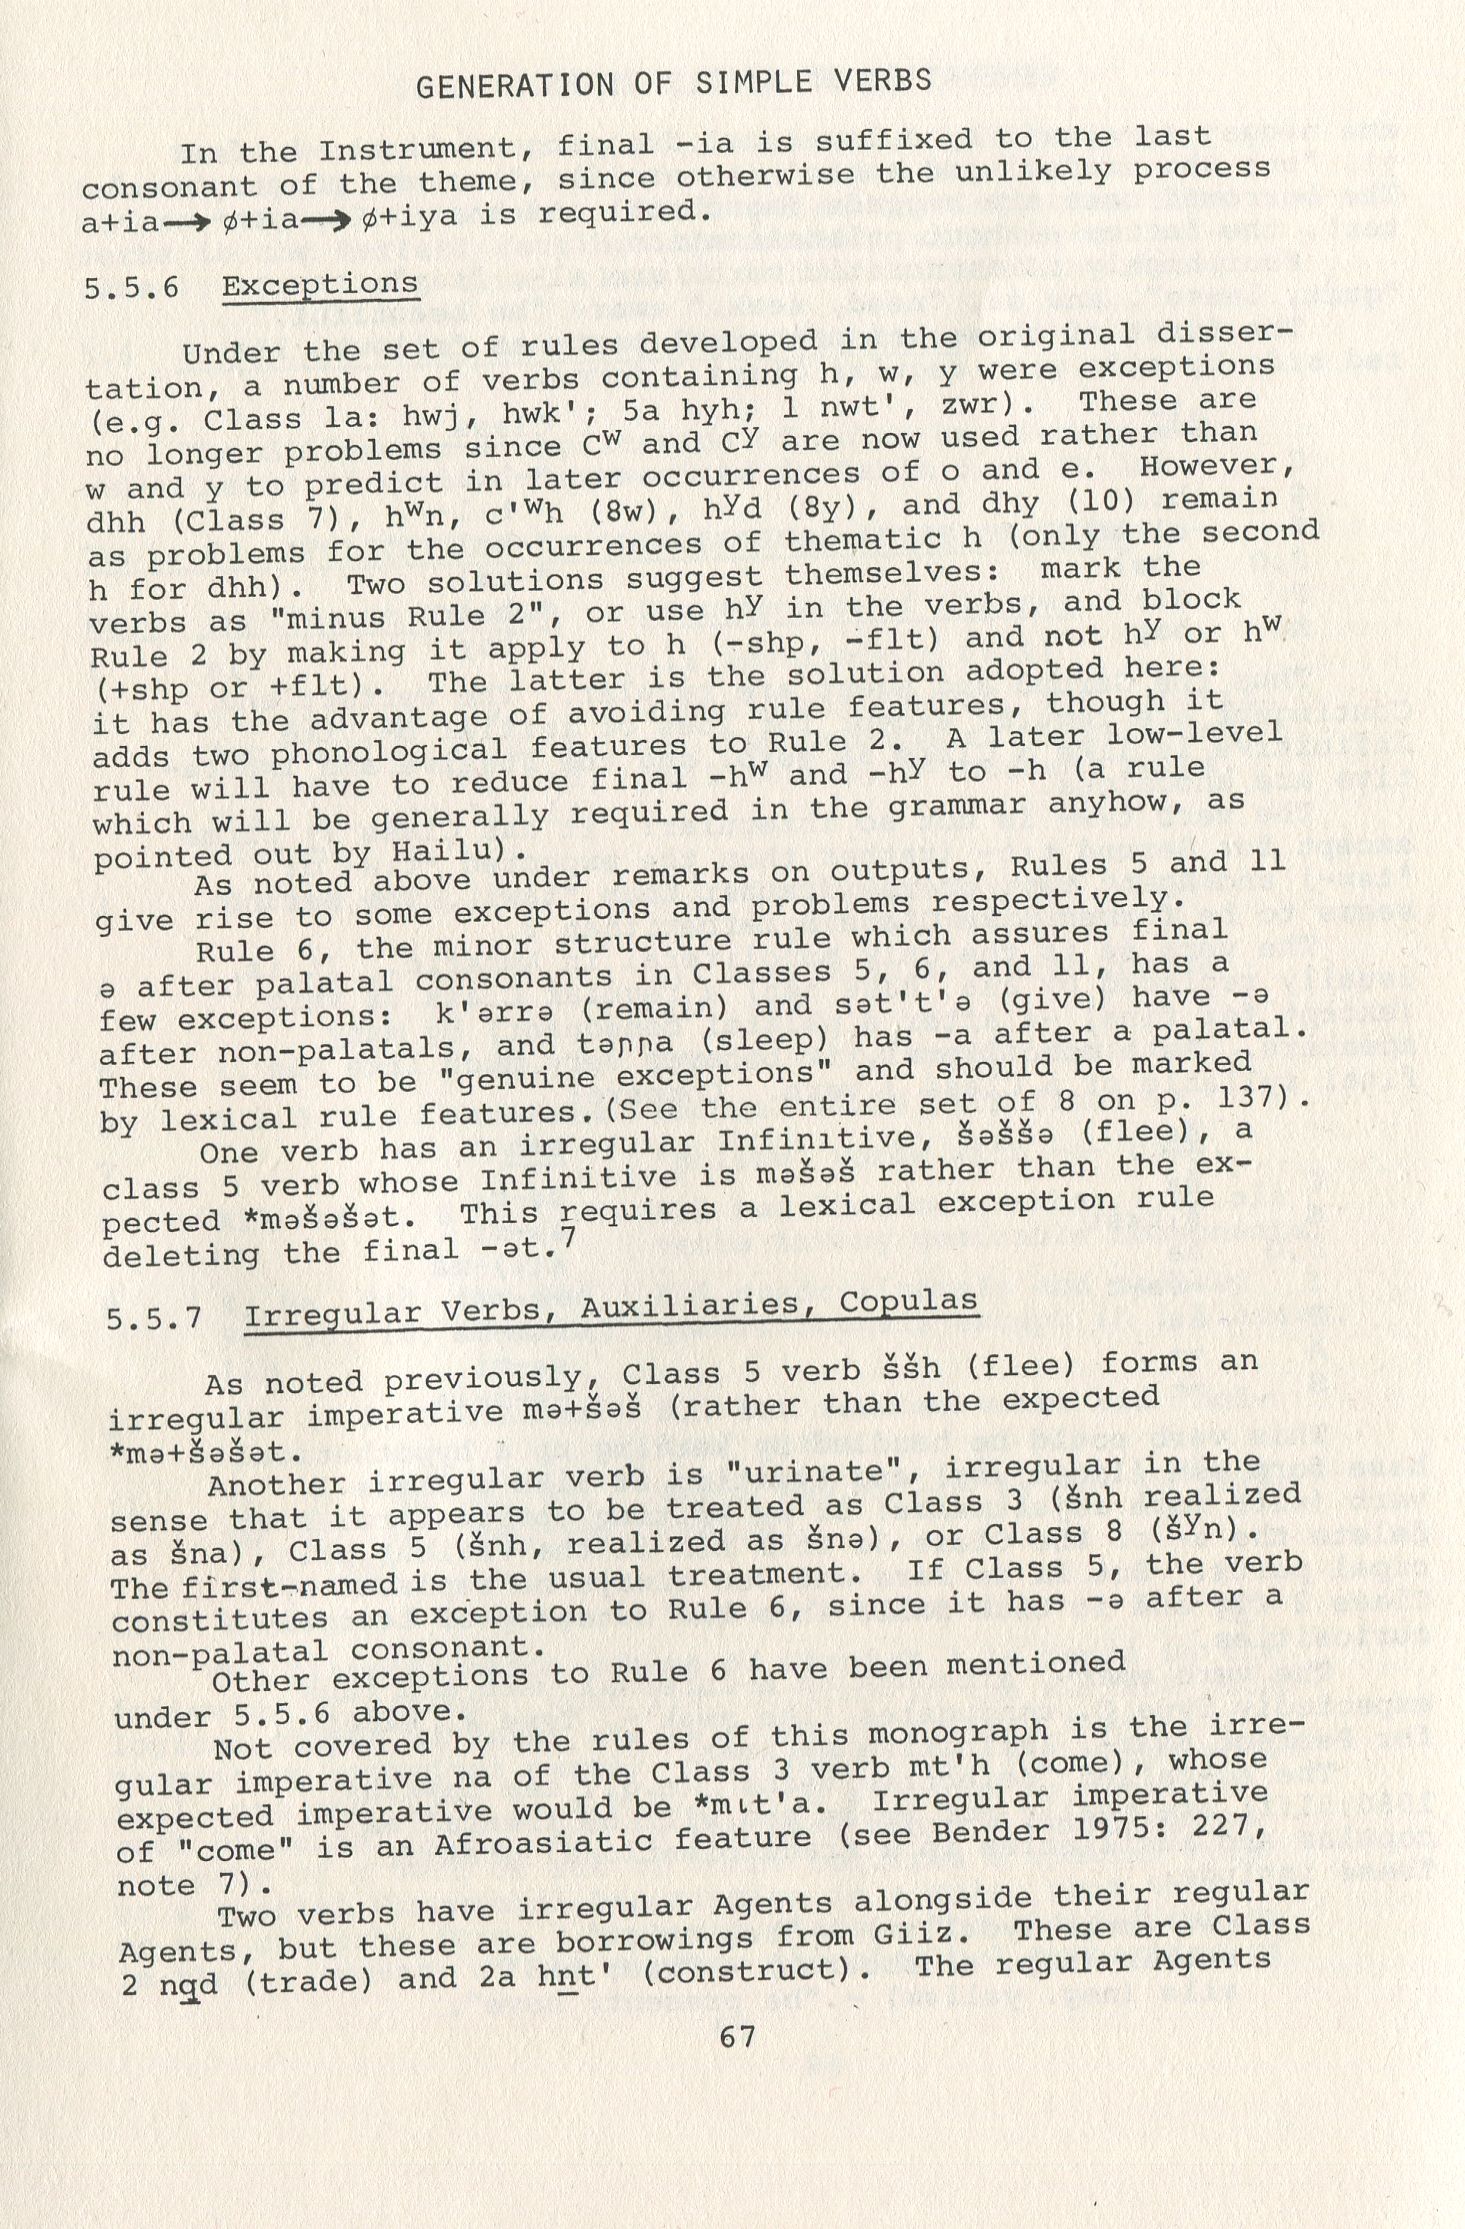 GENERATION OF SIMPLE VERBS
In the Instrument, final -ia is suffixed to the last
consonant of the theme, since otherwise the unlikely process
a+ia→ ø+ia→ ø+iya is required.
5.5.6 Exceptions
Under the set of rules developed in the original disser-
tation, a number of verbs containing h, w, y were exceptions
(e.g. Class la: hwj, hwk'; 5a hyh; l nwt', zwr). These are
no longer problems since Cʷ and Cʸ are now used rather than
w and y to predict in later occurrences of o and e. However,
dhh (Class 7), hʷn, c'ʷh (8w), hʸd (8y), and dhy (10) remain
as problems for the occurrences of thematic h (only the second
h for dhh). Two solutions suggest themselves: mark the
verbs as "minus Rule 2", or use hʸ in the verbs, and block
Rule 2 by making it apply to h (-shp, -flt) and not hʸ or hʷ
(+shp or +flt). The latter is the solution adopted here:
it has the advantage of avoiding rule features, though it
adds two phonological features to Rule 2. A later low-level
rule will have to reduce final -hʷ and -hʸ to -h (a rule
which will be generally required in the grammar anyhow, as
pointed out by Hailu).
As noted above under remarks on outputs, Rules 5 and 11
give rise to some exceptions and problems respectively.
Rule 6, the minor structure rule which assures final
ə after palatal consonants in Classes 5, 6, and 11, has a
few exceptions: k'ərrə (remain) and sət't'ə (give) have -ə
after non-palatals, and təɲɲa (sleep) has -a after a palatal.
These seem to be "genuine exceptions" and should be marked
by lexical rule features.(See the entire set of 8 on p. 137).
One verb has an irregular Infinıtive, šəššə (flee), a
class 5 verb whose Infinitive is məšəš rather than the ex-
pected *məšəšət. This requires a lexical exception rule
deleting the final -ət.⁷
5.5.7 Irregular Verbs, Auxiliaries, Copulas
As noted previously, Class 5 verb ššh (flee) forms an
irregular imperative mə+šəš (rather than the expected
*mə+šəšət.
Another irregular verb is "urinate", irregular in the
sense that it appears to be treated as Class 3 (šnh realized
as šna), Class 5 (šnh, realized as šnə), or Class 8 (šʸn).
The first-named is the usual treatment. If Class 5, the verb
constitutes an exception to Rule 6, since it has -ə after a
non-palatal consonant.
Other exceptions to Rule 6 have been mentioned
under 5.5.6 above.
Not covered by the rules of this monograph is the irre-
gular imperative na of the Class 3 verb mt'h (come), whose
expected imperative would be *mɩt'a. Irregular imperative
of "come" is an Afroasiatic feature (see Bender 1975: 227,
note 7).
Two verbs have irregular Agents alongside their regular
Agents, but these are borrowings from Giiz. These are Class
2 nq̲d (trade) and 2a hn̲t' (construct). The regular Agents
67